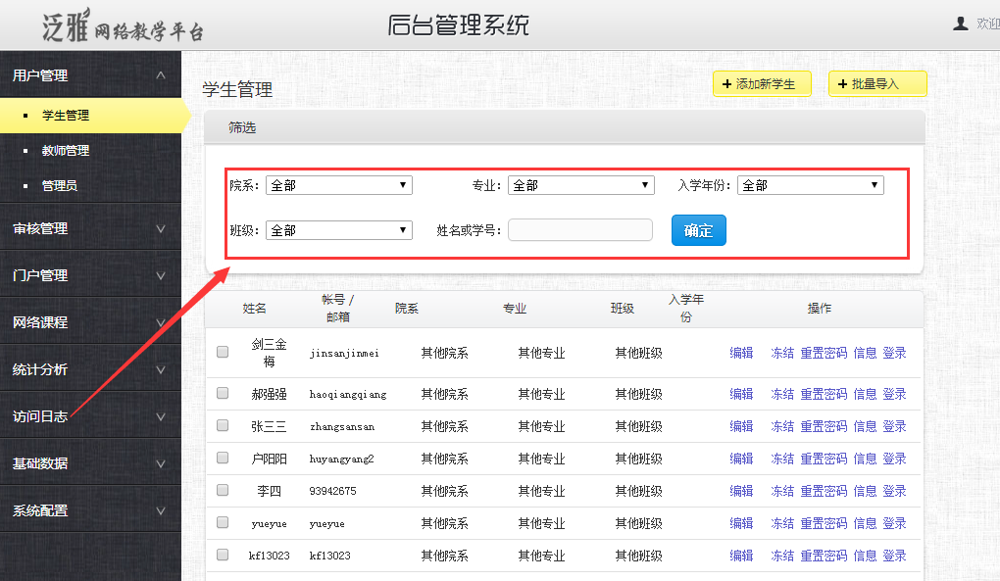 泛雅网络教学平台
后台管理系统
欢迎
用户管理
学生管理
教师管理
管理员
审核管理
门户管理
网络课程
统计分析
访问日志
基础数据
系统配置
学生管理
添加新学生 批量导入
筛选
院系: 全部 专业: 全部 入学年份: 全部
班级: 全部 姓名或学号: 确定
姓名 帐号 / 邮箱 院系 专业 班级 入学年份 操作
剑三金梅 jinsanjinmei 其他院系 其他专业 其他班级 编辑 冻结 重置密码 信息 登录
郝强强 haoqiangqiang 其他院系 其他专业 其他班级 编辑 冻结 重置密码 信息 登录
张三三 zhangsansan 其他院系 其他专业 其他班级 编辑 冻结 重置密码 信息 登录
户阳阳 huyangyang2 其他院系 其他专业 其他班级 编辑 冻结 重置密码 信息 登录
李四 93942675 其他院系 其他专业 其他班级 编辑 冻结 重置密码 信息 登录
yueyue yueyue 其他院系 其他专业 其他班级 编辑 冻结 重置密码 信息 登录
kf13023 kf13023 其他院系 其他专业 其他班级 编辑 冻结 重置密码 信息 登录